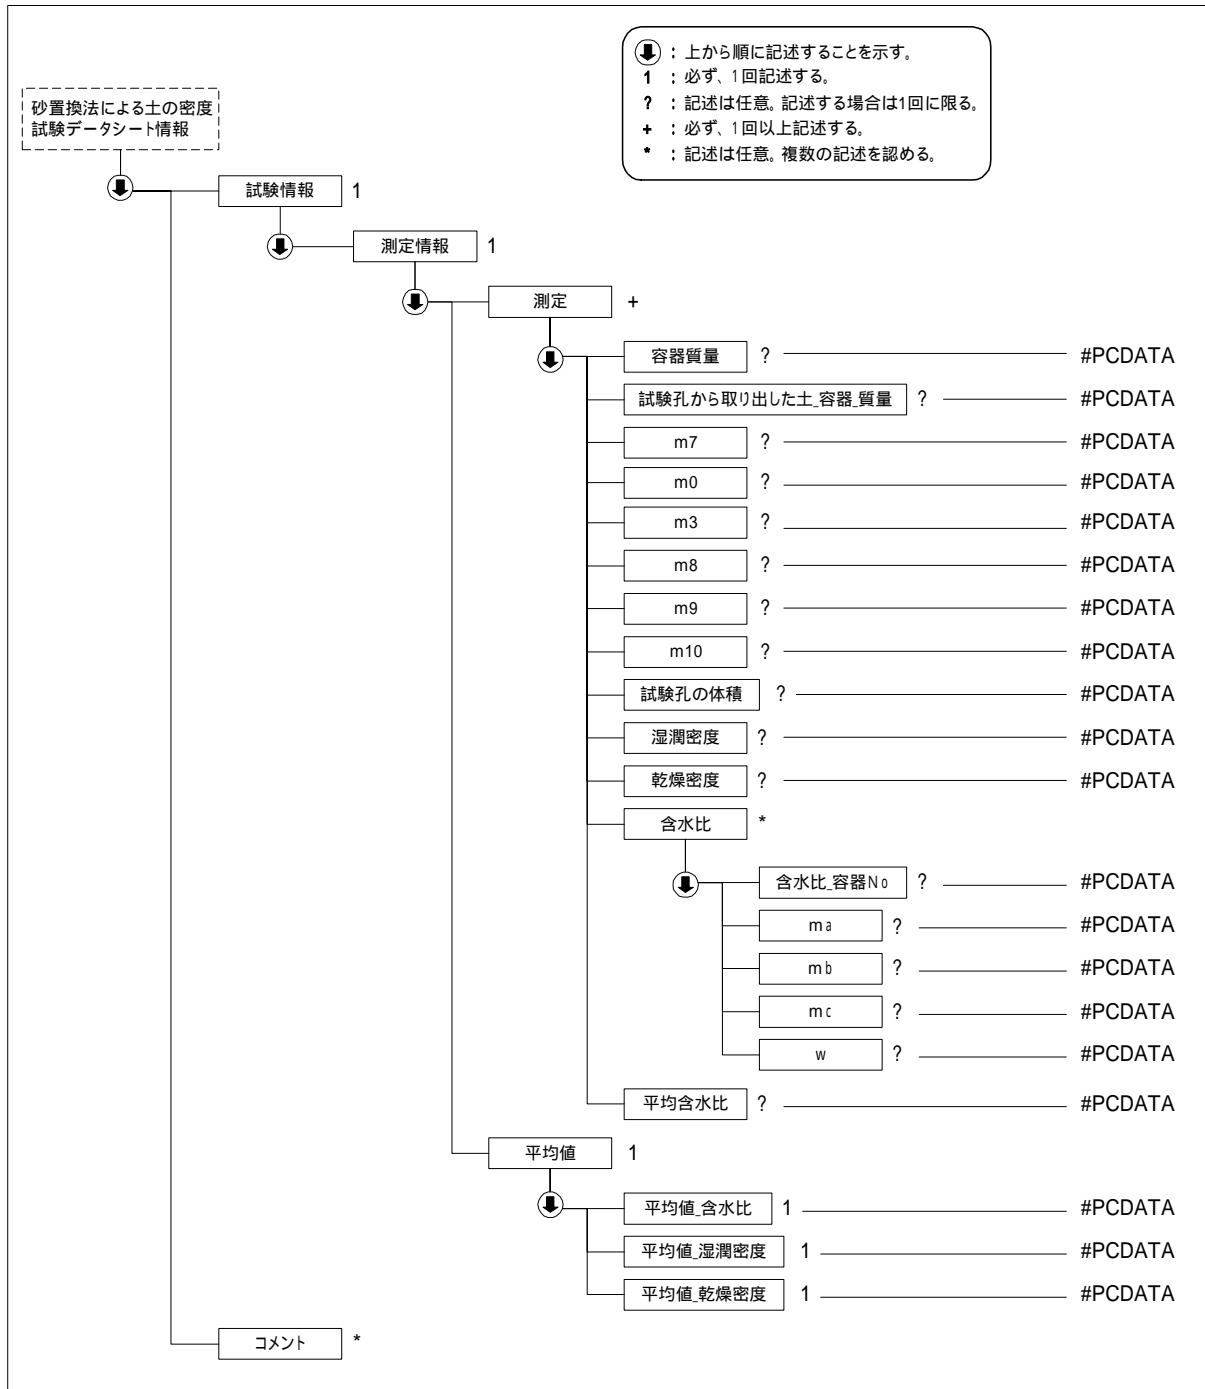 ：上から順に記述することを示す。
1 ：必ず、1回記述する。
? ：記述は任意。記述する場合は1回に限る。
+ ：必ず、1回以上記述する。
* ：記述は任意。複数の記述を認める。
砂置換法による土の密度
試験データシート情報
試験情報 1
測定情報 1
測定 +
容器質量 ? #PCDATA
試験孔から取り出した土_容器_質量 ? #PCDATA
m7 ? #PCDATA
m0 ? #PCDATA
m3 ? #PCDATA
m8 ? #PCDATA
m9 ? #PCDATA
m10 ? #PCDATA
試験孔の体積 ? #PCDATA
湿潤密度 ? #PCDATA
乾燥密度 ? #PCDATA
含水比 *
含水比_容器No ? #PCDATA
ma ? #PCDATA
mb ? #PCDATA
mc ? #PCDATA
w ? #PCDATA
平均含水比 ? #PCDATA
平均値 1
平均値_含水比 1 #PCDATA
平均値_湿潤密度 1 #PCDATA
平均値_乾燥密度 1 #PCDATA
コメント *